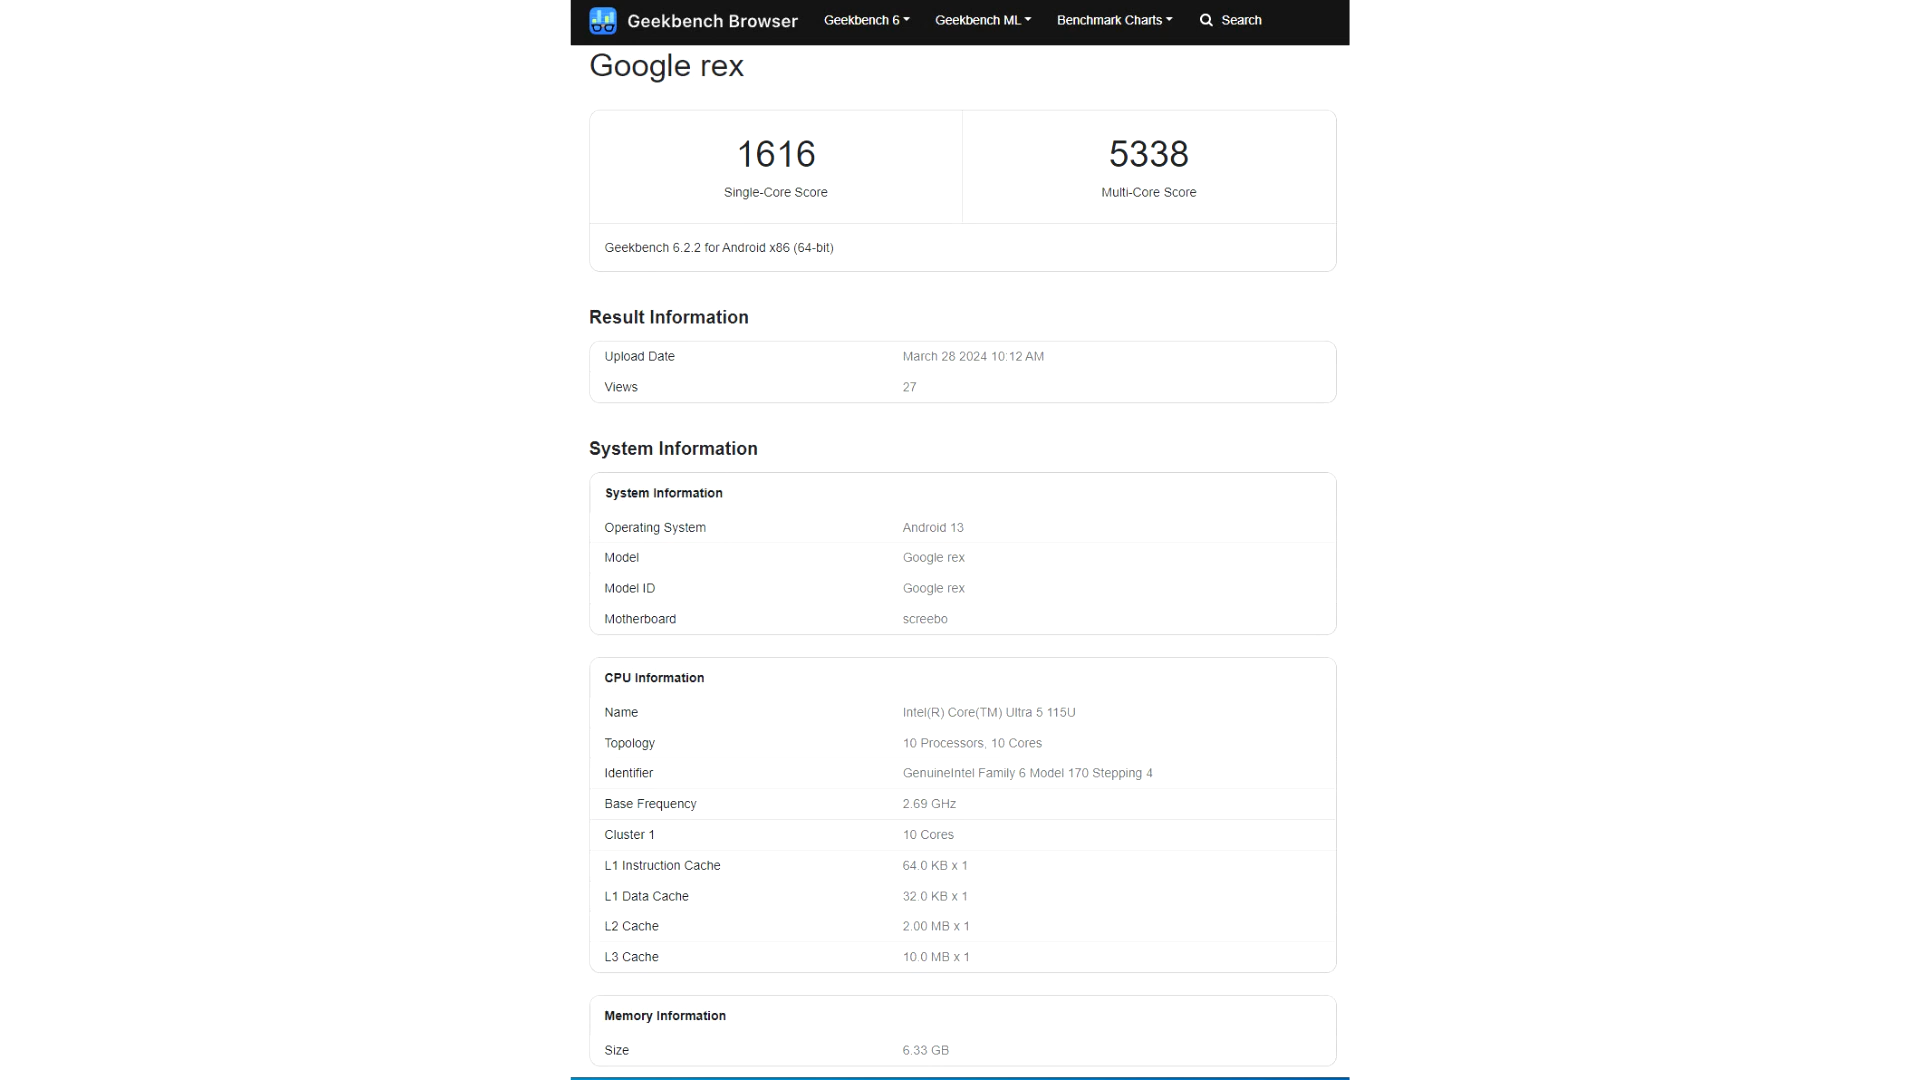 Geekbench Browser Geekbench 6 Geekbench ML Benchmark Charts Search
Google rex
1616 5338
Single-Core Score Multi-Core Score
Geekbench 6.2.2 for Android x86 (64-bit)
Result Information
Upload Date March 28 2024 10:12 AM
Views 27
System Information
System Information
Operating System Android 13
Model Google rex
Model ID Google rex
Motherboard screebo
CPU Information
Name Intel(R) Core(TM) Ultra 5 115U
Topology 10 Processors, 10 Cores
Identifier GenuineIntel Family 6 Model 170 Stepping 4
Base Frequency 2.69 GHz
Cluster 1 10 Cores
L1 Instruction Cache 64.0 KB x 1
L1 Data Cache 32.0 KB x 1
L2 Cache 2.00 MB x 1
L3 Cache 10.0 MB x 1
Memory Information
Size 6.33 GB